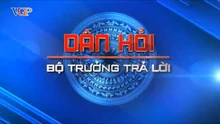 VGP
DÂN HỎI
BỘ TRƯỞNG TRẢ LỜI